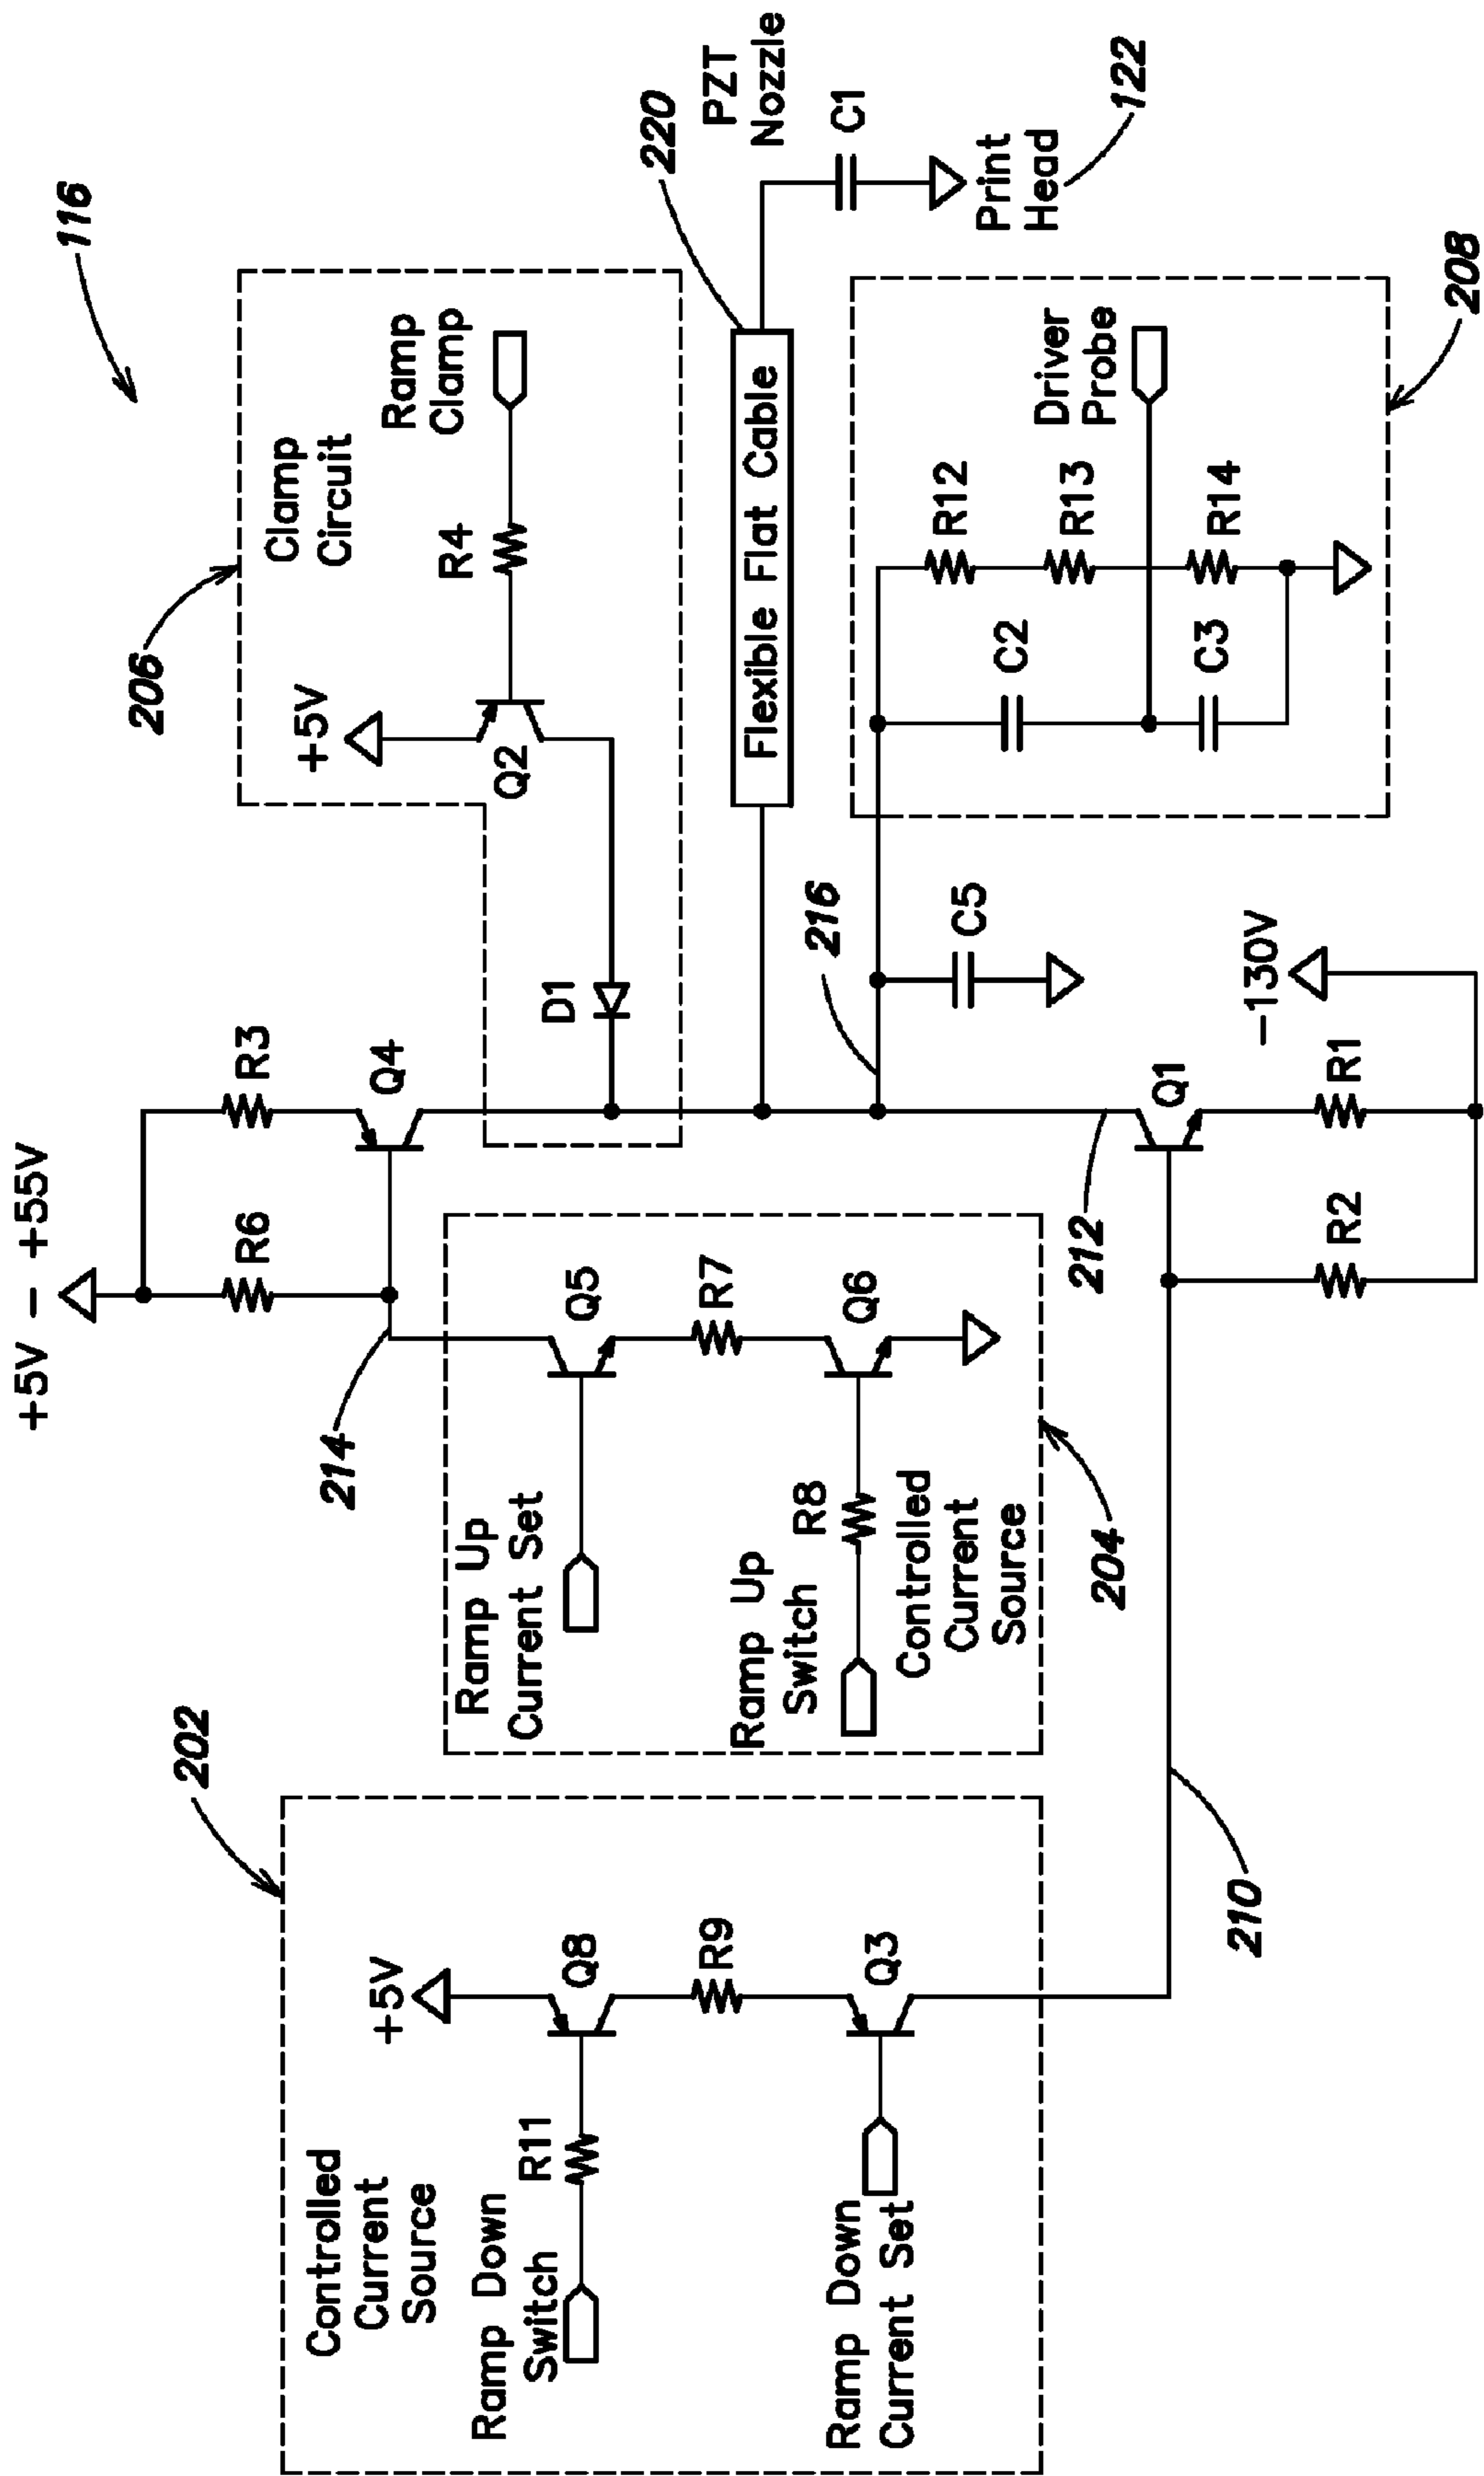 116
202
Controlled
Current
Source
+5V
Ramp Down
Switch
R11
Q8
R9
Ramp Down
Current Set
Q3
210
+5V - +55V
R6
R3
214
Q4
Ramp Up
Current Set
Q5
R7
Ramp Up
Switch
R8
Q6
Controlled
Current
Source
204
212
Q1
R2
R1
-130V
206
Clamp
Circuit
+5V
Ramp
Clamp
R4
Q2
D1
220
Flexible Flat Cable
PZT
Nozzle
C1
Print
Head
122
216
C5
R12
C2
R13
Driver
Probe
C3
R14
208